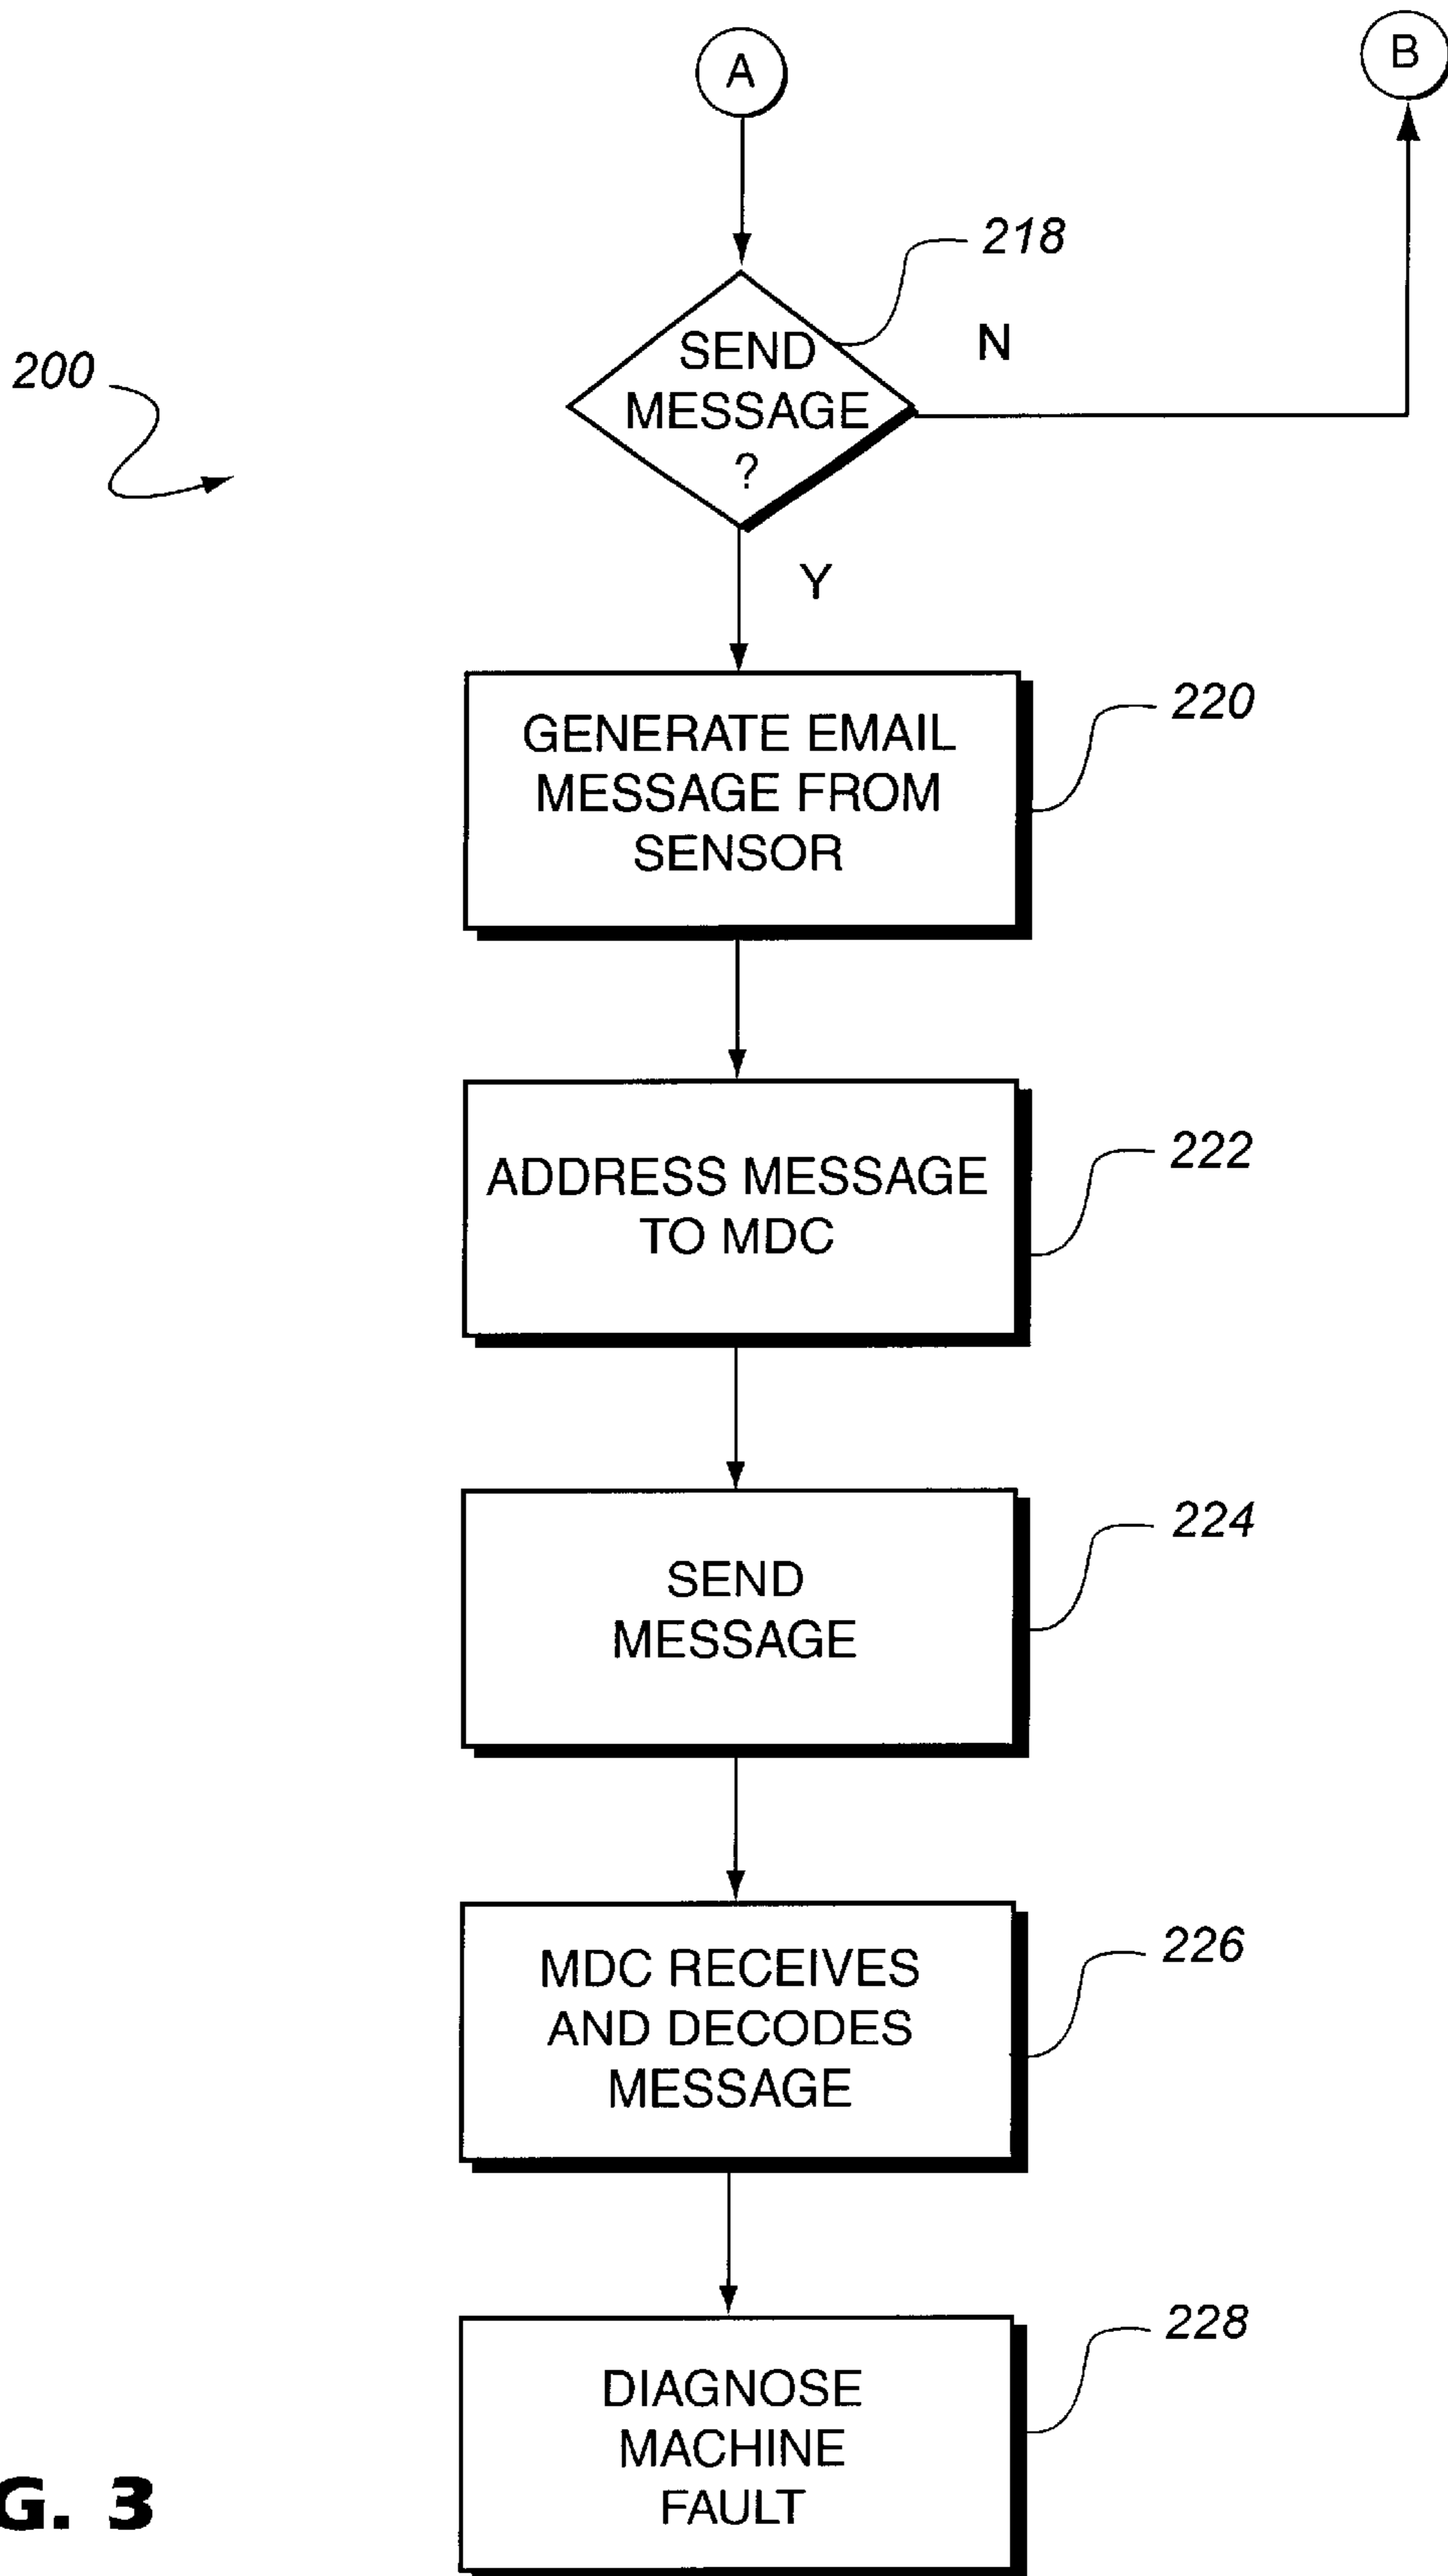 A
B
218
SEND
MESSAGE
?
N
200
Y
GENERATE EMAIL
MESSAGE FROM
SENSOR
220
ADDRESS MESSAGE
TO MDC
222
SEND
MESSAGE
224
MDC RECEIVES
AND DECODES
MESSAGE
226
DIAGNOSE
MACHINE
FAULT
228
G. 3